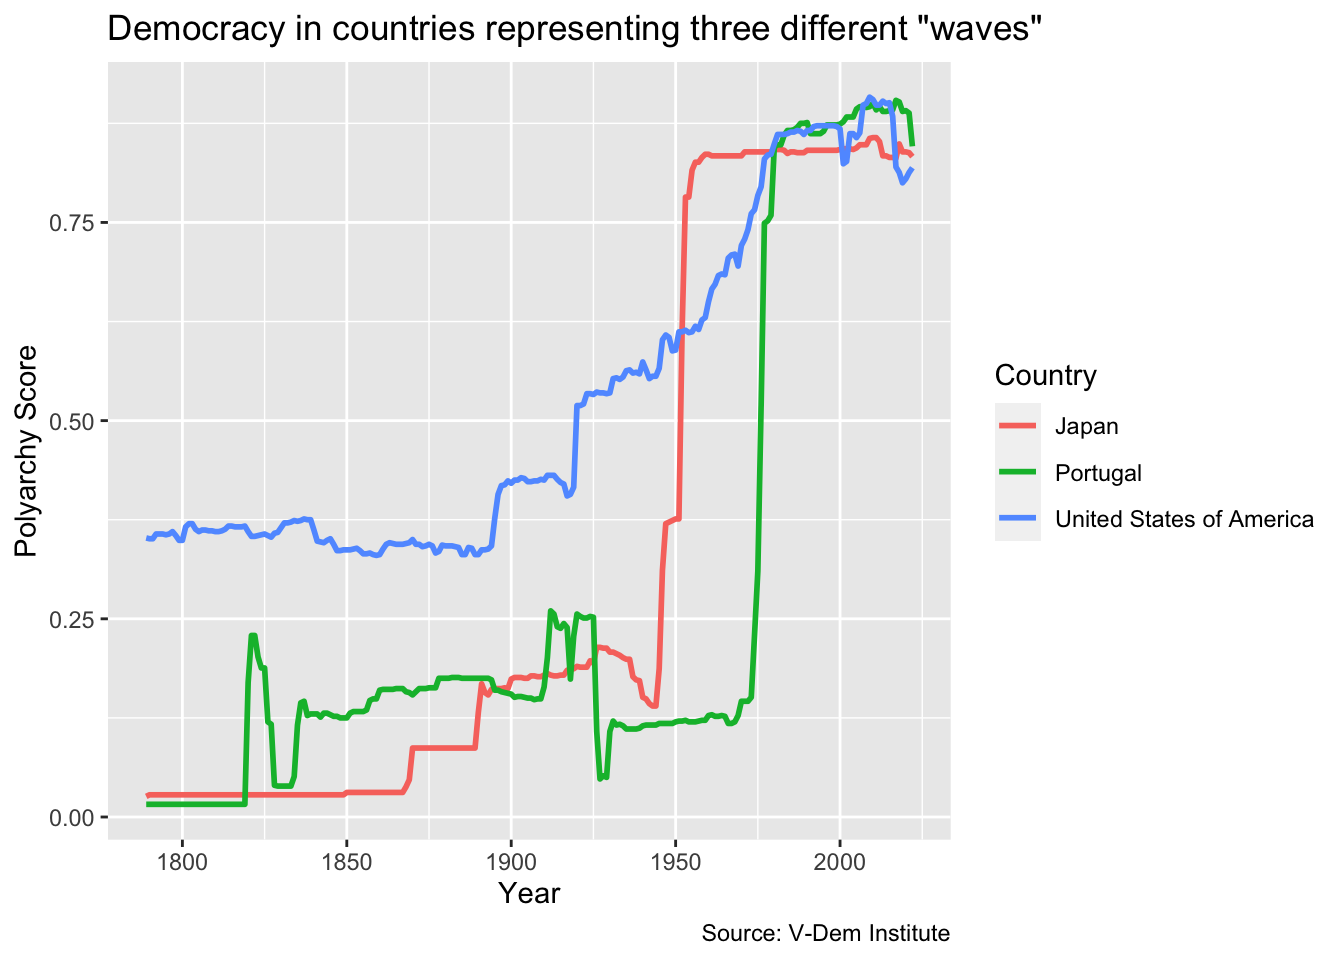 Democracy in countries representing three different "waves"
Polyarchy Score
0.75
0.50
0.25
0.00
1800
1850
1900
1950
2000
Year
Country
Japan
Portugal
United States of America
Source: V-Dem Institute